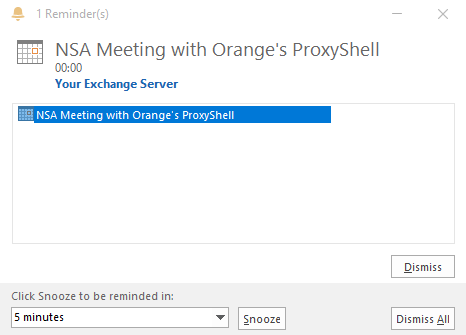 1 Reminder(s)
NSA Meeting with Orange's ProxyShell
00:00
Your Exchange Server
NSA Meeting with Orange's ProxyShell
Dismiss
Click Snooze to be reminded in:
5 minutes
Snooze
Dismiss All